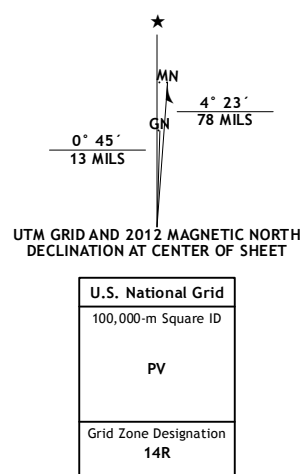 ★
MN
GN
4° 23´
78 MILS
0° 45´
13 MILS
UTM GRID AND 2012 MAGNETIC NORTH
DECLINATION AT CENTER OF SHEET
U.S. National Grid
100,000-m Square ID
PV
Grid Zone Designation
14R